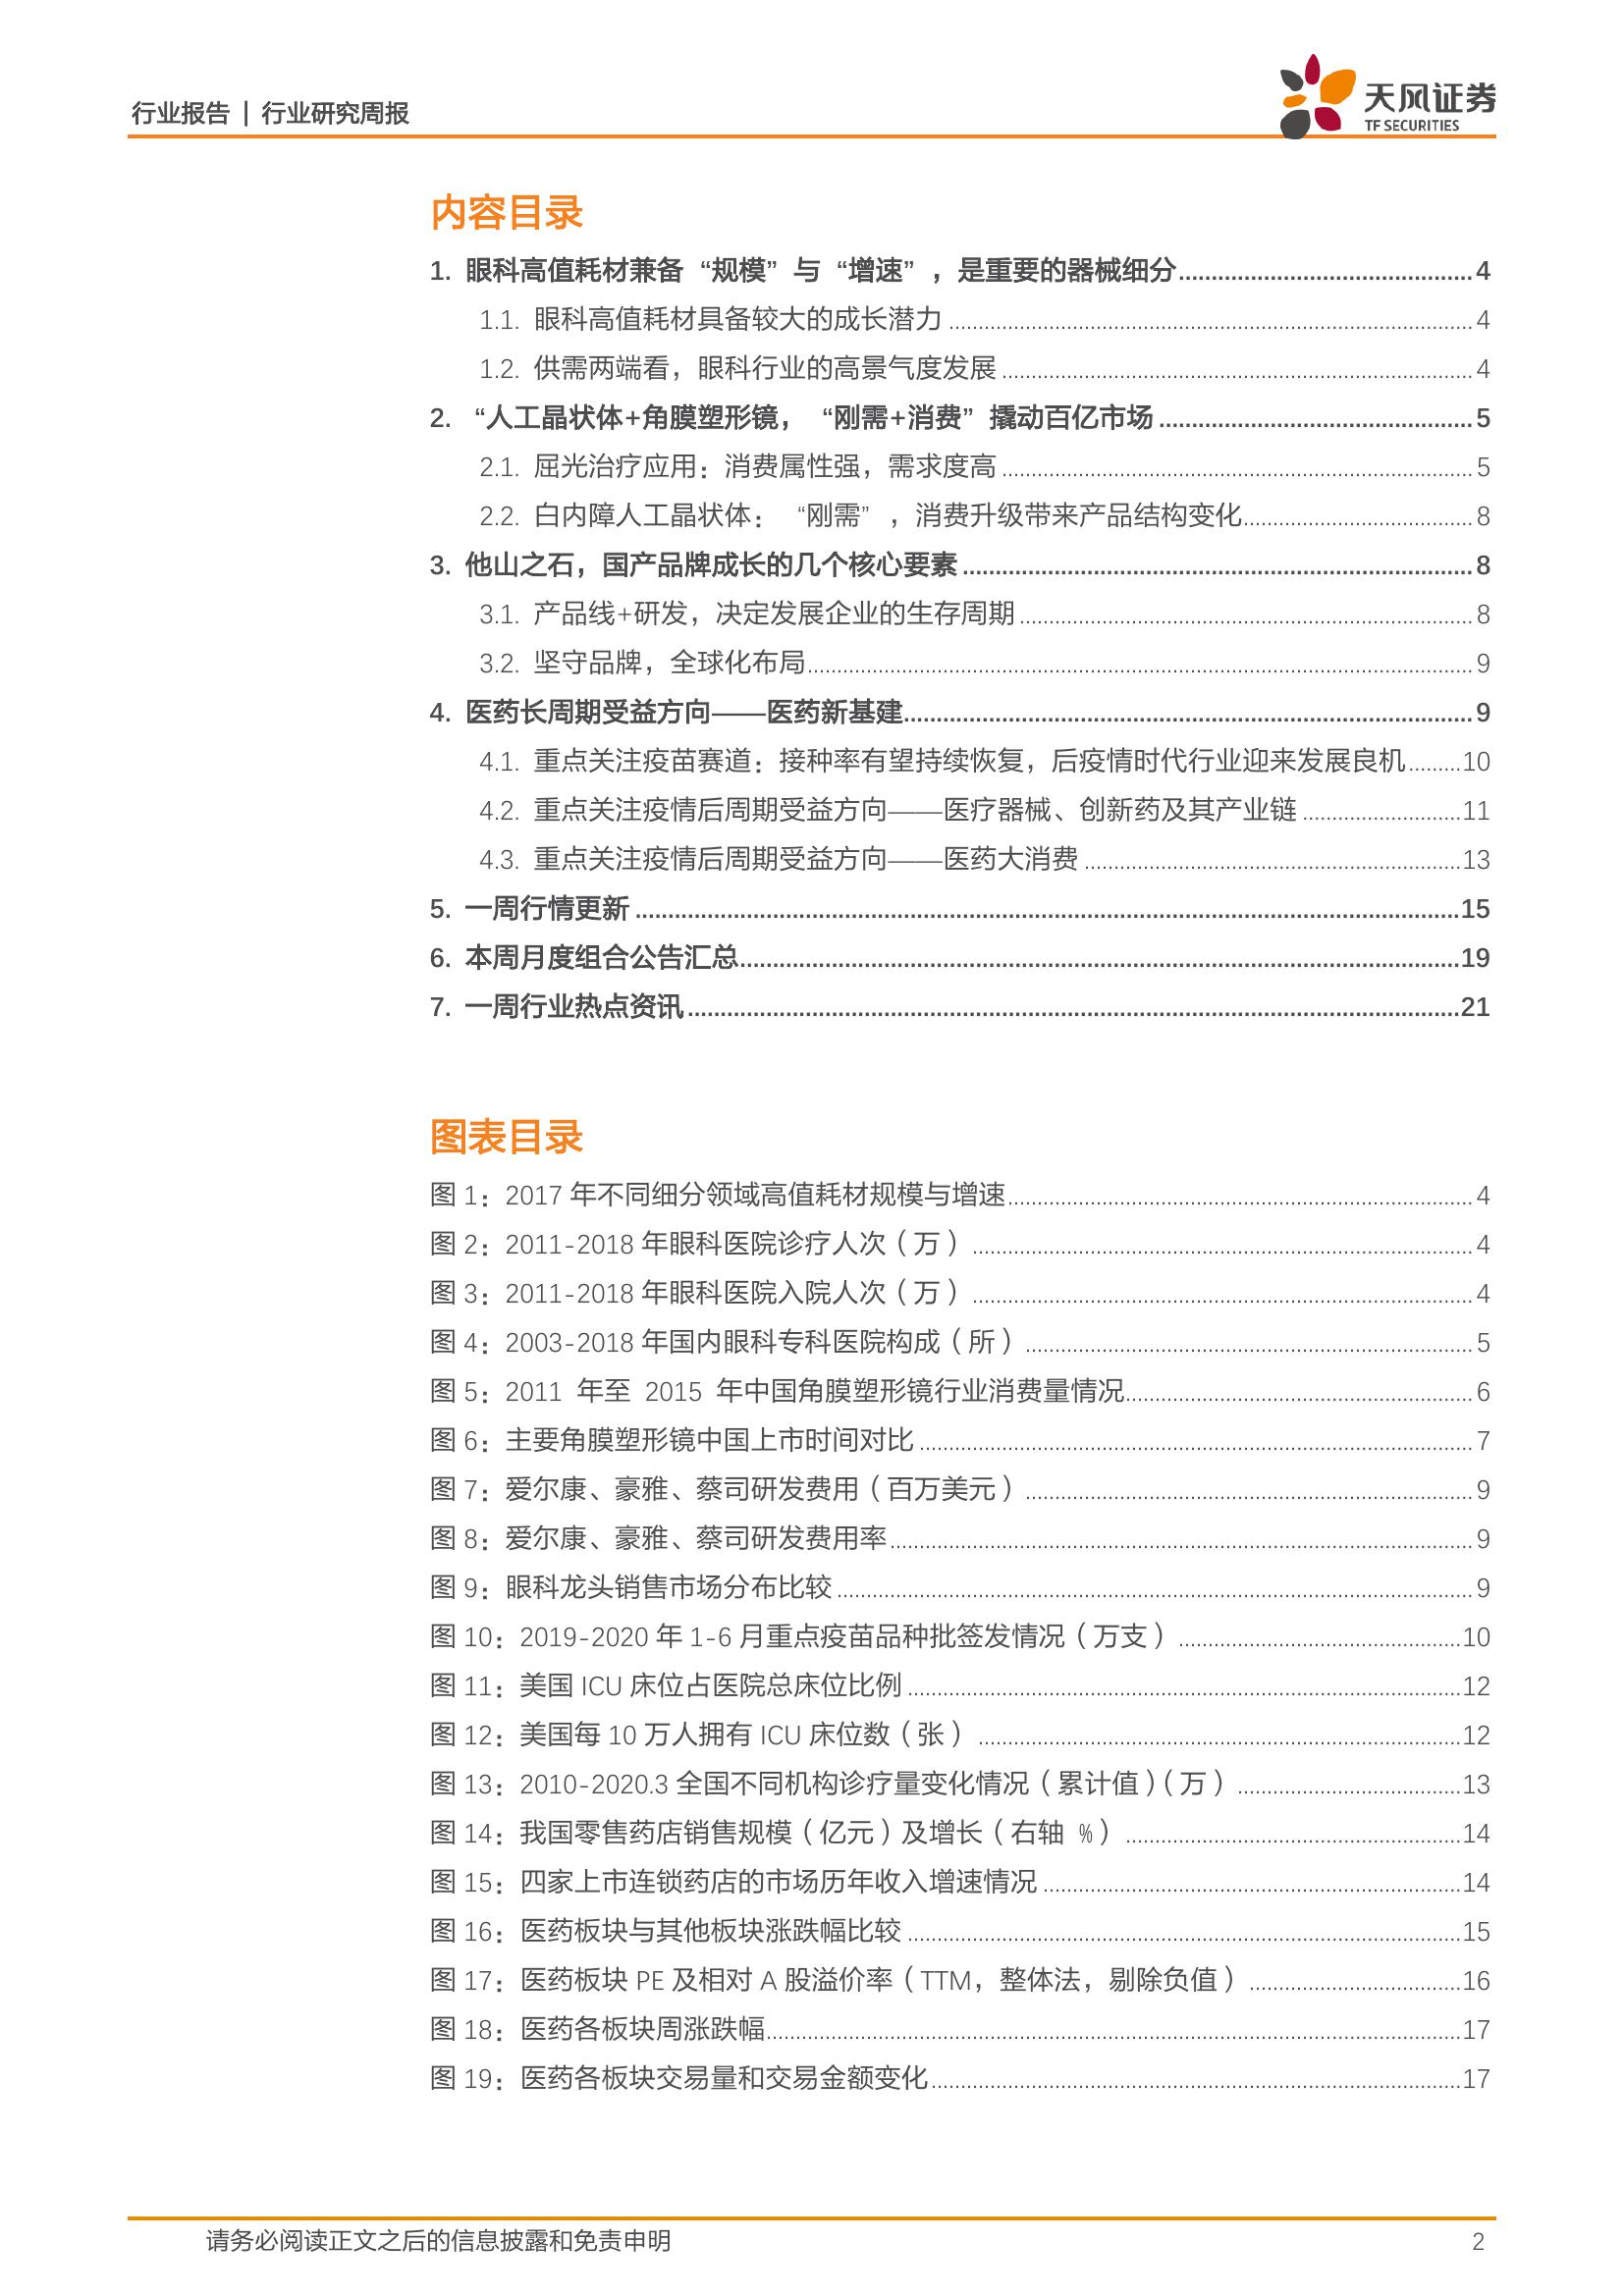 行业报告 | 行业研究周报
天风证券
TF SECURITIES
内容目录
1. 眼科高值耗材兼备“规模”与“增速”，是重要的器械细分 4
1.1. 眼科高值耗材具备较大的成长潜力 4
1.2. 供需两端看，眼科行业的高景气度发展 4
2. “人工晶状体+角膜塑形镜，“刚需+消费”撬动百亿市场 5
2.1. 屈光治疗应用：消费属性强，需求度高 5
2.2. 白内障人工晶状体：“刚需”，消费升级带来产品结构变化 8
3. 他山之石，国产品牌成长的几个核心要素 8
3.1. 产品线+研发，决定发展企业的生存周期 8
3.2. 坚守品牌，全球化布局 9
4. 医药长周期受益方向——医药新基建 9
4.1. 重点关注疫苗赛道：接种率有望持续恢复，后疫情时代行业迎来发展良机 10
4.2. 重点关注疫情后周期受益方向——医疗器械、创新药及其产业链 11
4.3. 重点关注疫情后周期受益方向——医药大消费 13
5. 一周行情更新 15
6. 本周月度组合公告汇总 19
7. 一周行业热点资讯 21
图表目录
图 1：2017 年不同细分领域高值耗材规模与增速 4
图 2：2011-2018 年眼科医院诊疗人次（万） 4
图 3：2011-2018 年眼科医院入院人次（万） 4
图 4：2003-2018 年国内眼科专科医院构成（所） 5
图 5：2011 年至 2015 年中国角膜塑形镜行业消费量情况 6
图 6：主要角膜塑形镜中国上市时间对比 7
图 7：爱尔康、豪雅、蔡司研发费用（百万美元） 9
图 8：爱尔康、豪雅、蔡司研发费用率 9
图 9：眼科龙头销售市场分布比较 9
图 10：2019-2020 年 1-6 月重点疫苗品种批签发情况（万支） 10
图 11：美国 ICU 床位占医院总床位比例 12
图 12：美国每 10 万人拥有 ICU 床位数（张） 12
图 13：2010-2020.3 全国不同机构诊疗量变化情况（累计值）（万） 13
图 14：我国零售药店销售规模（亿元）及增长（右轴 %） 14
图 15：四家上市连锁药店的市场历年收入增速情况 14
图 16：医药板块与其他板块涨跌幅比较 15
图 17：医药板块 PE 及相对 A 股溢价率（TTM，整体法，剔除负值） 16
图 18：医药各板块周涨跌幅 17
图 19：医药各板块交易量和交易金额变化 17
请务必阅读正文之后的信息披露和免责申明 2